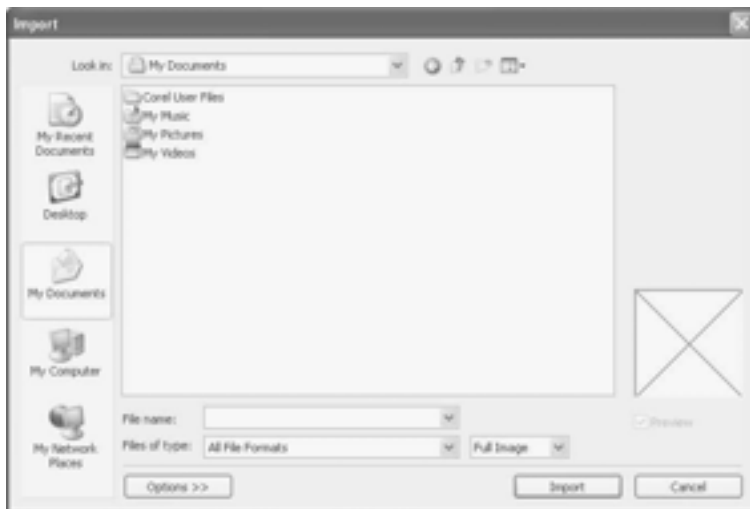 Import
Look in: My Documents
Corel User Files
My Music
My Pictures
My Videos
My Recent
Documents
Desktop
My Documents
My Computer
My Network
Places
File name:
Files of type: All File Formats Full Image
Preview
Options >> Import Cancel